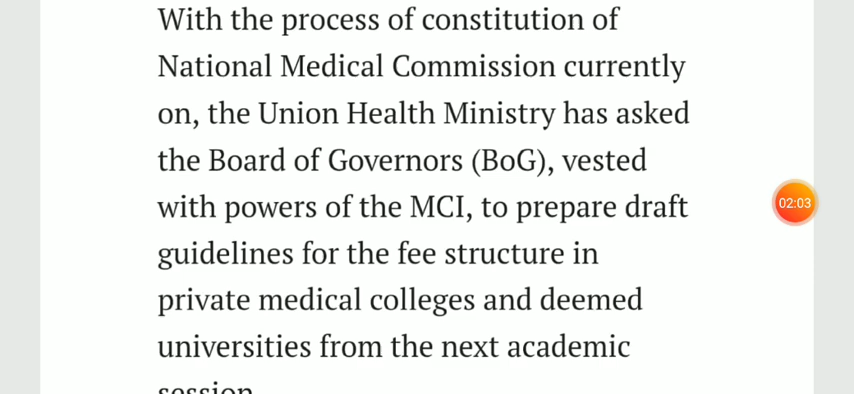 With the process of constitution of
National Medical Commission currently
on, the Union Health Ministry has asked
the Board of Governors (BoG), vested
with powers of the MCI, to prepare draft
guidelines for the fee structure in
private medical colleges and deemed
universities from the next academic
session.
02:03